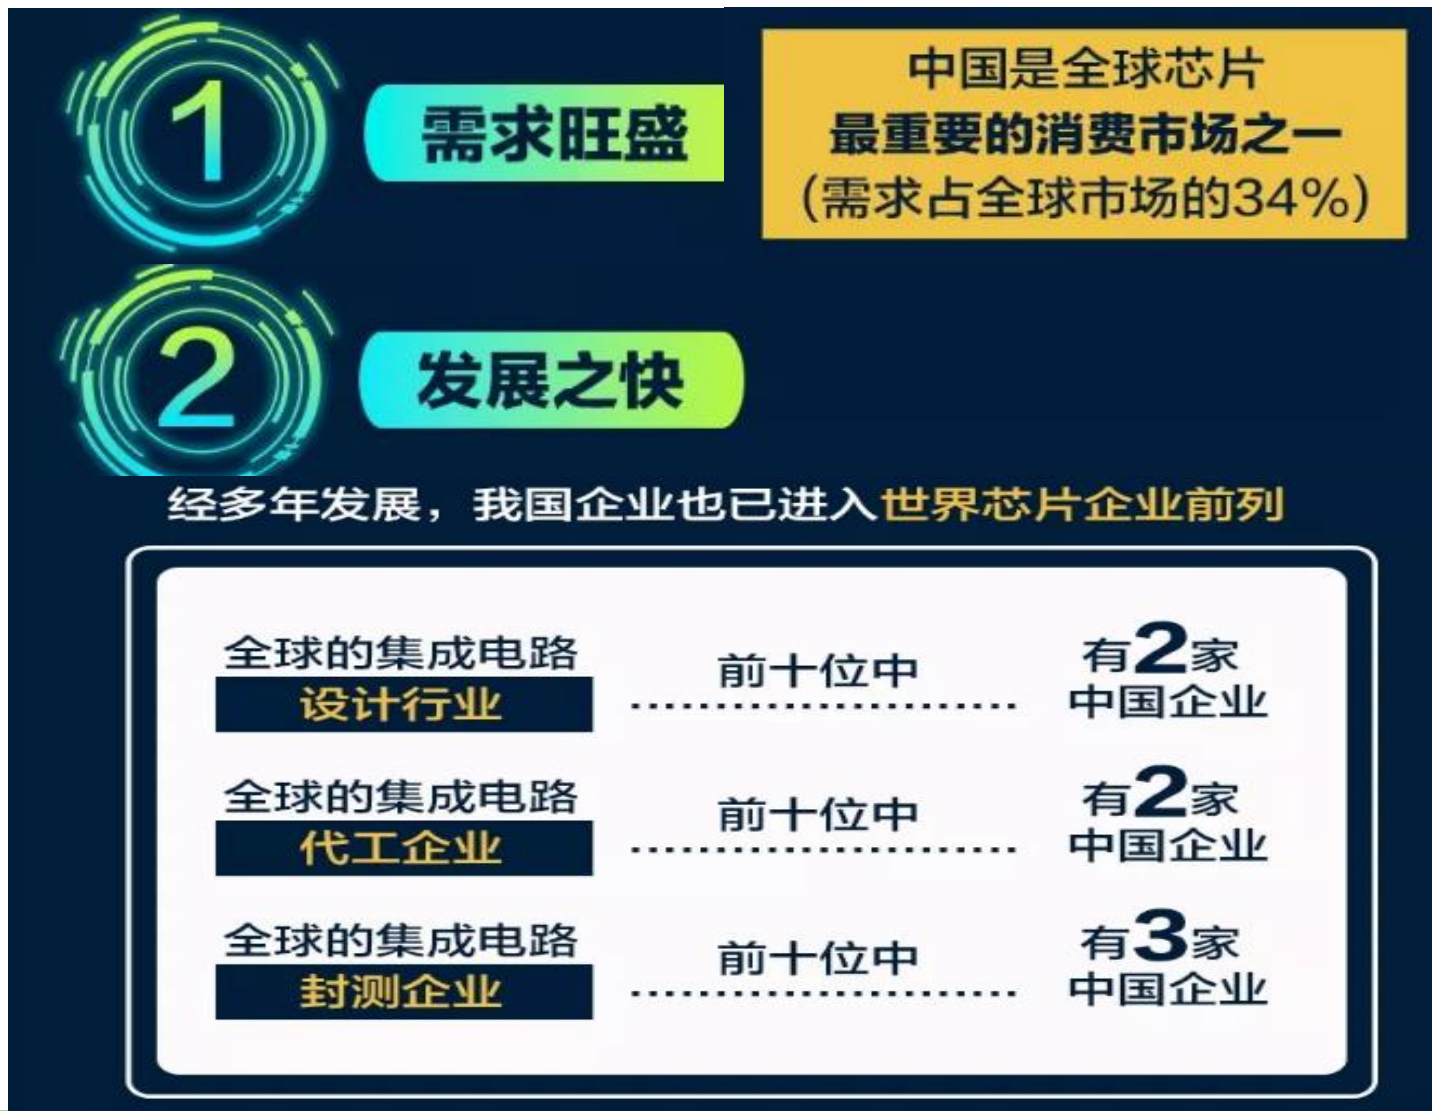 1
需求旺盛
中国是全球芯片
最重要的消费市场之一
(需求占全球市场的34%)
2
发展之快
经多年发展，我国企业也已进入世界芯片企业前列
全球的集成电路
设计行业
前十位中
有2家
中国企业
全球的集成电路
代工企业
前十位中
有2家
中国企业
全球的集成电路
封测企业
前十位中
有3家
中国企业